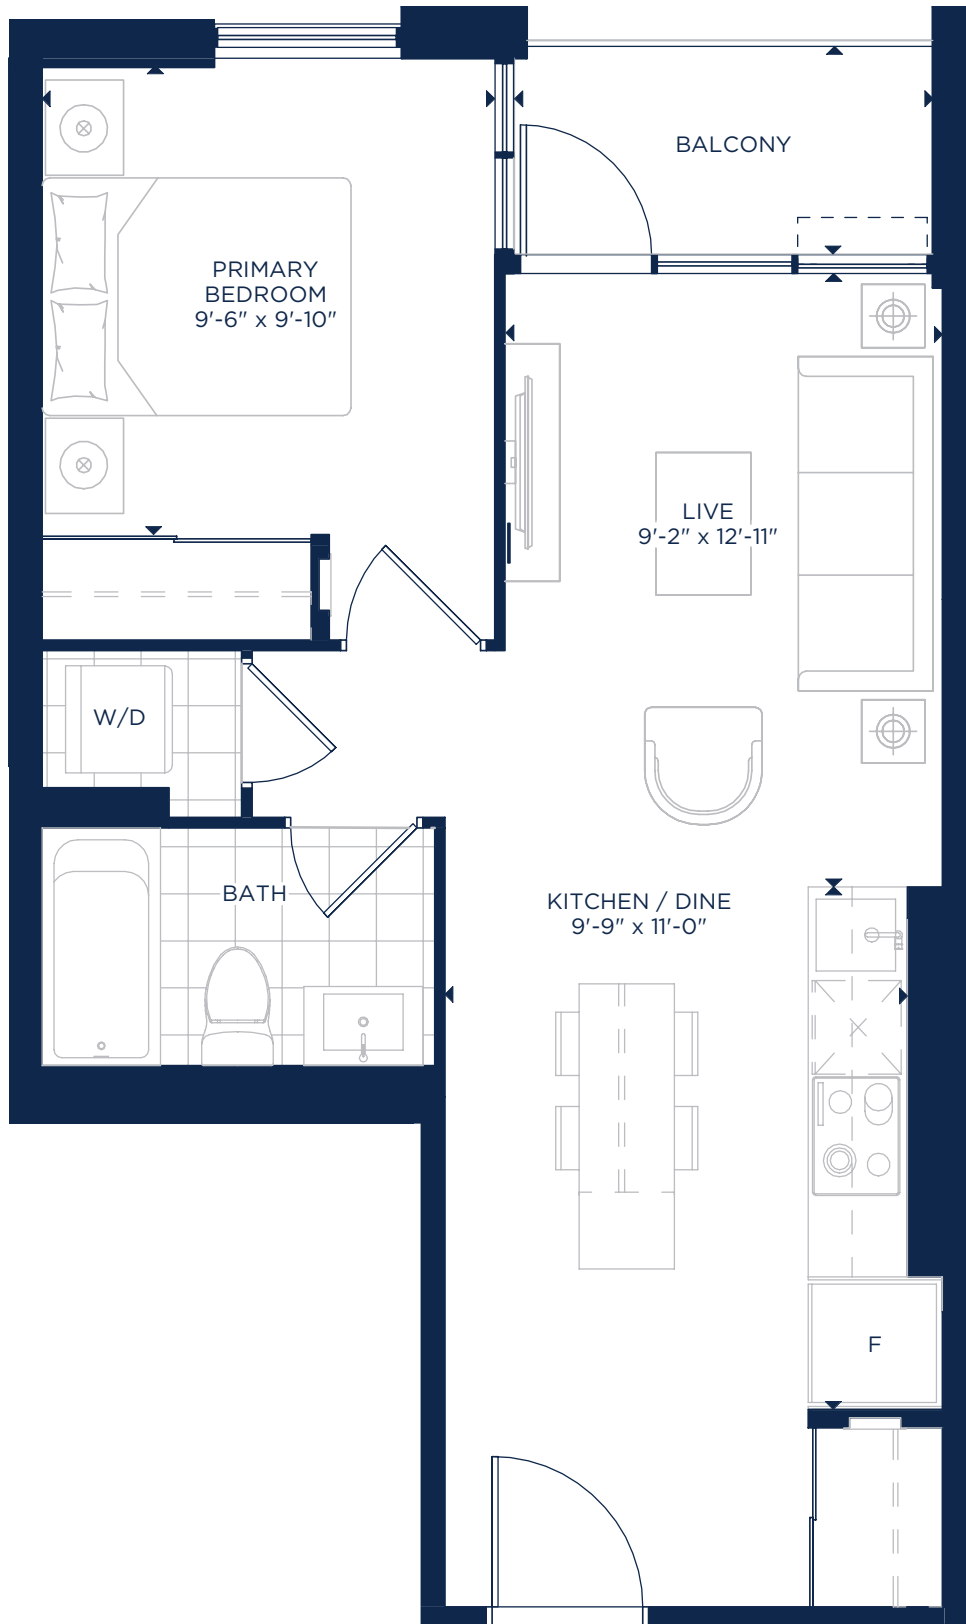 BALCONY
PRIMARY
BEDROOM
9'-6" x 9'-10"
LIVE
9'-2" x 12'-11"
W/D
BATH
KITCHEN / DINE
9'-9" x 11'-0"
F